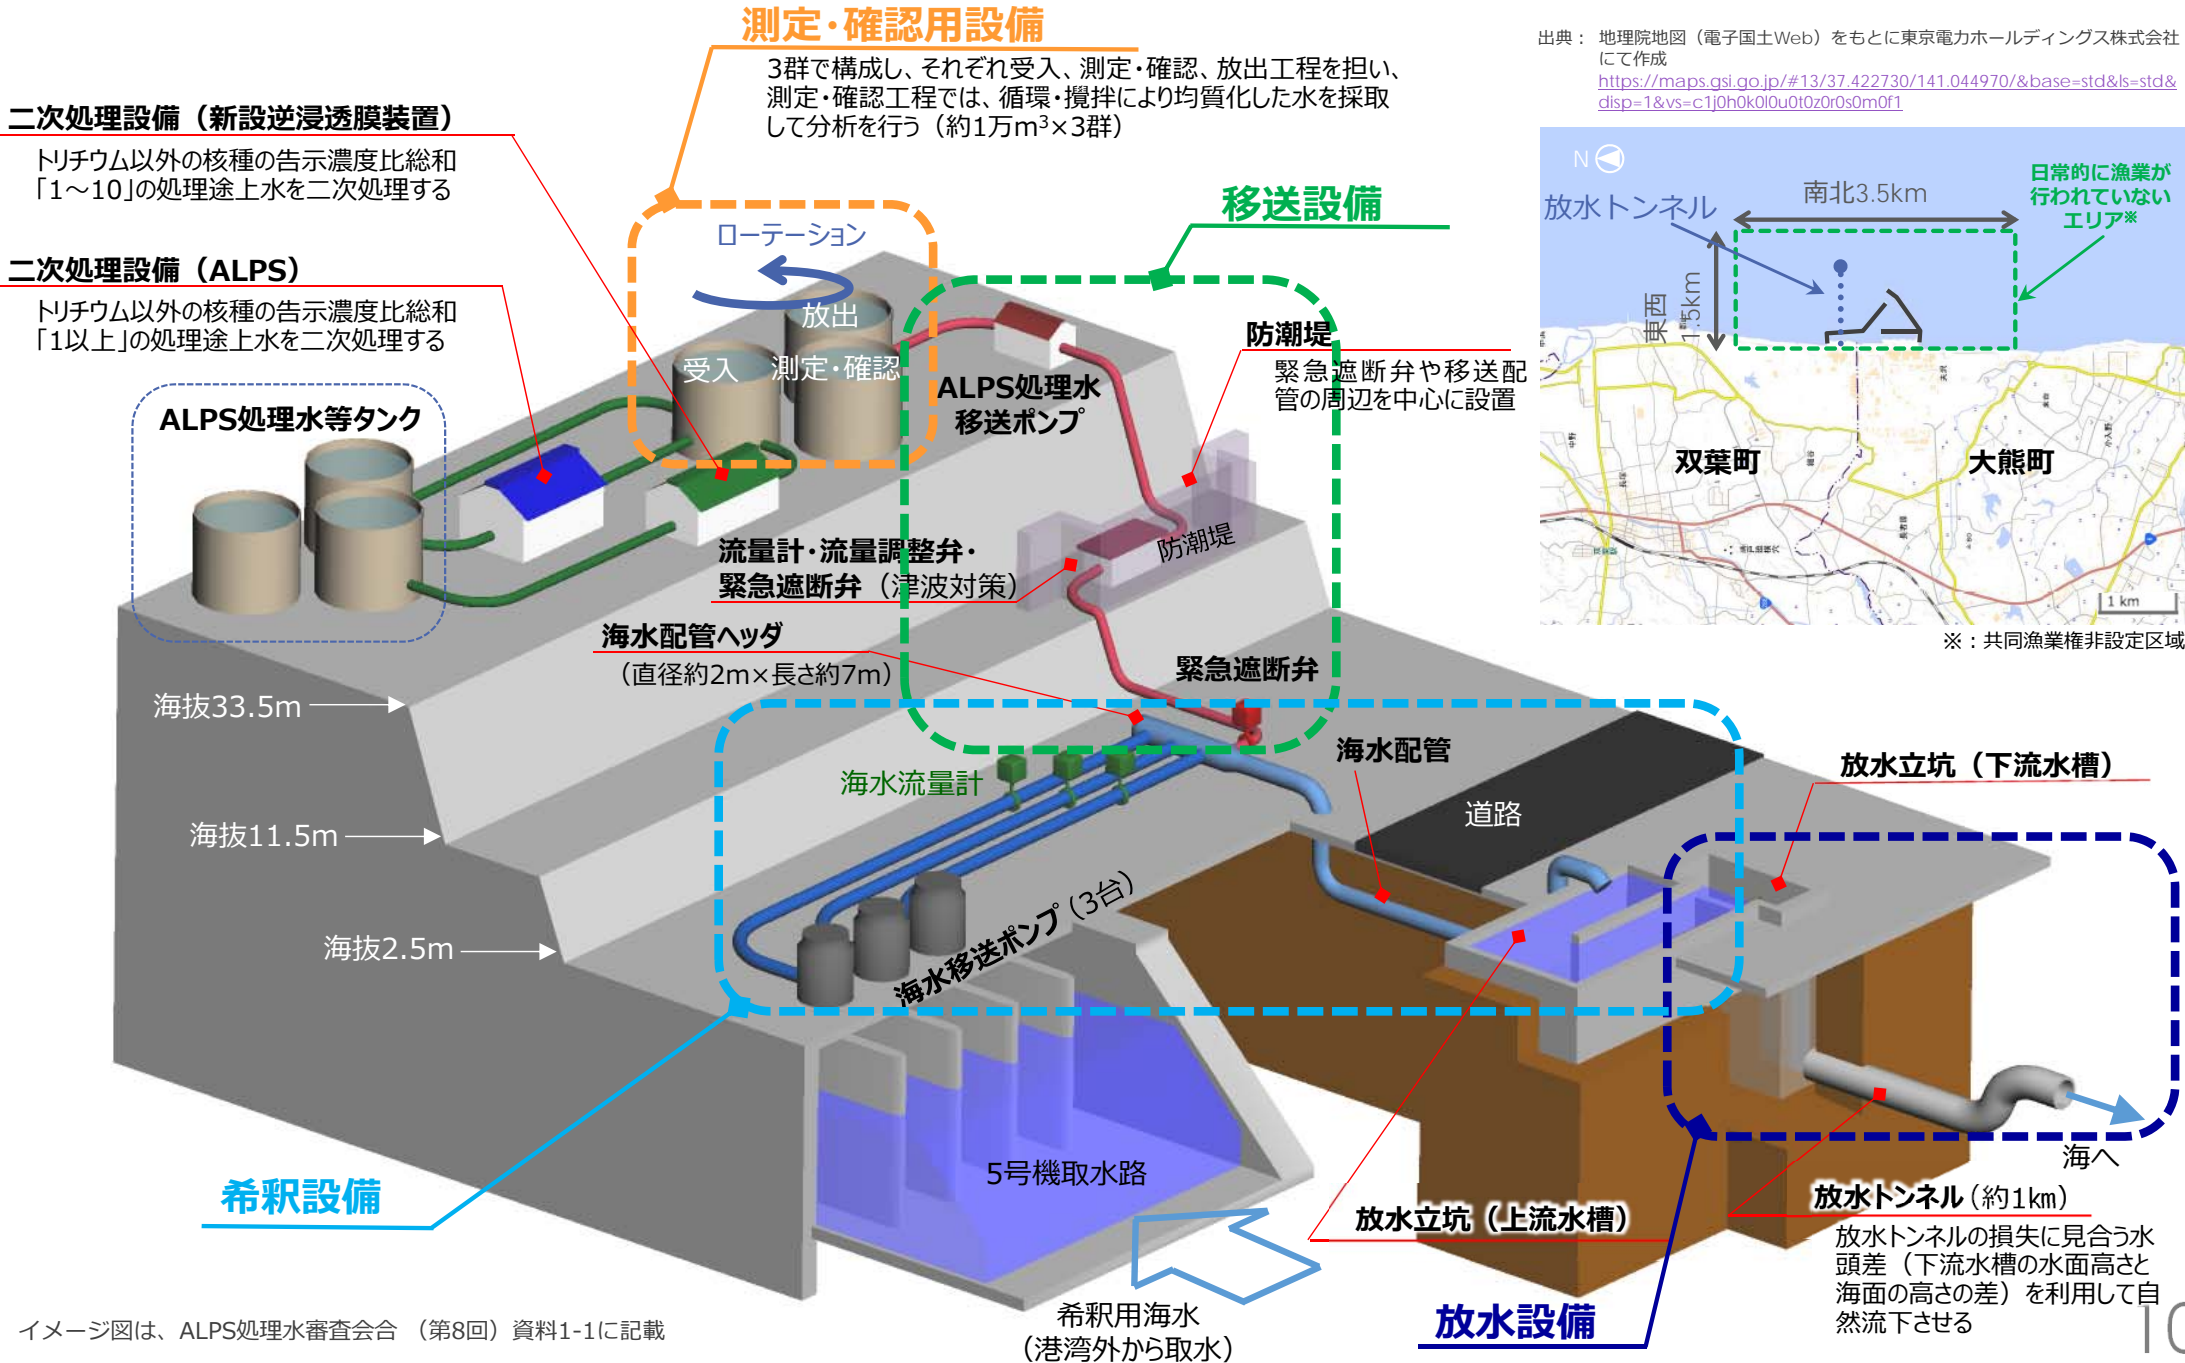 測定・確認用設備
3群で構成し、それぞれ受入、測定・確認、放出工程を担い、
測定・確認工程では、循環・攪拌により均質化した水を採取
して分析を行う（約1万m³×3群）
出典： 地理院地図（電子国土Web）をもとに東京電力ホールディングス株式会社
にて作成
https://maps.gsi.go.jp/#13/37.422730/141.044970/&base=std&ls=std&
disp=1&vs=c1j0h0k0l0u0t0z0r0s0m0f1
二次処理設備（新設逆浸透膜装置）
トリチウム以外の核種の告示濃度比総和
「1～10」の処理途上水を二次処理する
二次処理設備（ALPS）
トリチウム以外の核種の告示濃度比総和
「1以上」の処理途上水を二次処理する
ALPS処理水等タンク
ローテーション
放出
受入
測定・確認
移送設備
ALPS処理水
移送ポンプ
防潮堤
緊急遮断弁や移送配
管の周辺を中心に設置
防潮堤
N
放水トンネル
南北3.5km
東西
1.5km
日常的に漁業が
行われていない
エリア※
双葉町
大熊町
1 km
※：共同漁業権非設定区域
流量計・流量調整弁・
緊急遮断弁（津波対策）
海水配管ヘッダ
（直径約2m×長さ約7m）
緊急遮断弁
海抜33.5m
海抜11.5m
海抜2.5m
海水流量計
海水配管
道路
放水立坑（下流水槽）
海水移送ポンプ（3台）
5号機取水路
希釈設備
希釈用海水
（港湾外から取水）
放水立坑（上流水槽）
放水設備
海へ
放水トンネル（約1km）
放水トンネルの損失に見合う水
頭差（下流水槽の水面高さと
海面の高さの差）を利用して自
然流下させる
イメージ図は、ALPS処理水審査会合 （第8回）資料1-1に記載